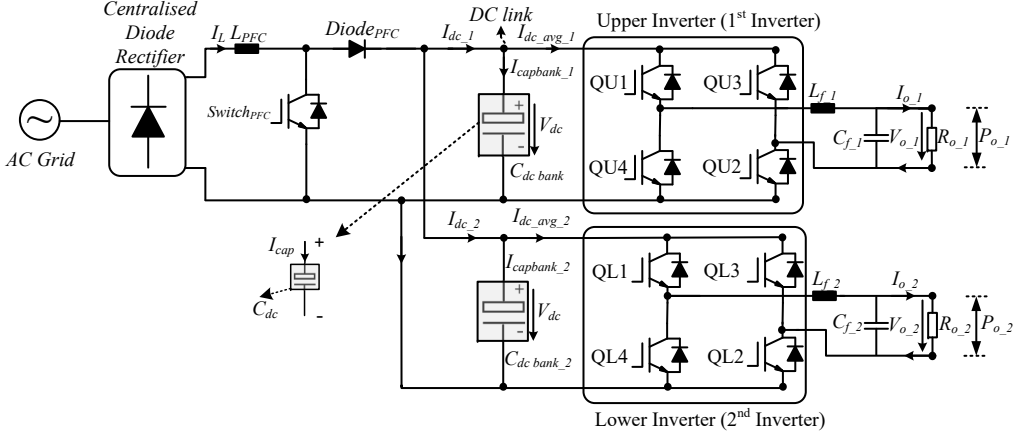 Centralised
Diode
Rectifier
I_L L_PFC
Diode_PFC
DC link
I_dc_1
I_dc_avg_1
Upper Inverter (1st Inverter)
I_capbank_1
Switch_PFC
+
V_dc
-
C_dc bank
AC Grid
QU1
QU3
QU4
QU2
L_f_1
I_o_1
C_f_1
V_o_1
R_o_1
P_o_1
I_dc_2
I_dc_avg_2
I_cap
+
C_dc
-
I_capbank_2
+
V_dc
-
C_dc bank_2
QL1
QL3
QL4
QL2
L_f_2
I_o_2
C_f_2
V_o_2
R_o_2
P_o_2
Lower Inverter (2nd Inverter)